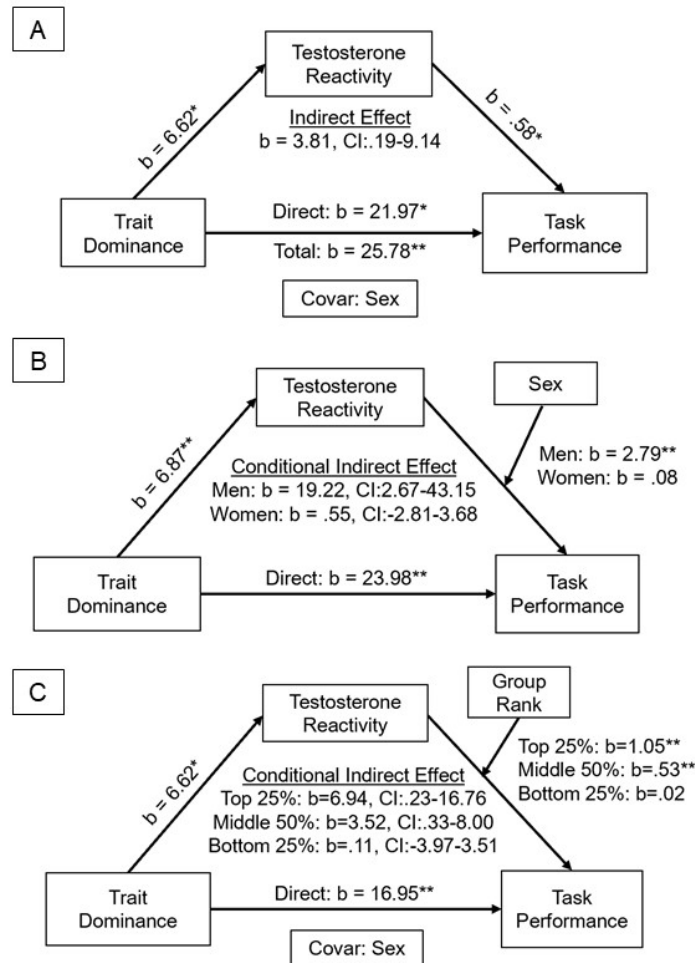 A
Testosterone
Reactivity
b = 6.62*
b = .58*
Indirect Effect
b = 3.81, CI:.19-9.14
Trait
Dominance
Direct: b = 21.97*
Total: b = 25.78**
Task
Performance
Covar: Sex
B
Testosterone
Reactivity
Sex
b = 6.87**
Men: b = 2.79**
Women: b = .08
Conditional Indirect Effect
Men: b = 19.22, CI:2.67-43.15
Women: b = .55, CI:-2.81-3.68
Trait
Dominance
Direct: b = 23.98**
Task
Performance
C
Testosterone
Reactivity
Group
Rank
b = 6.62*
Top 25%: b=1.05**
Middle 50%: b=.53**
Bottom 25%: b=.02
Conditional Indirect Effect
Top 25%: b=6.94, CI:.23-16.76
Middle 50%: b=3.52, CI:.33-8.00
Bottom 25%: b=.11, CI:-3.97-3.51
Trait
Dominance
Direct: b = 16.95**
Task
Performance
Covar: Sex